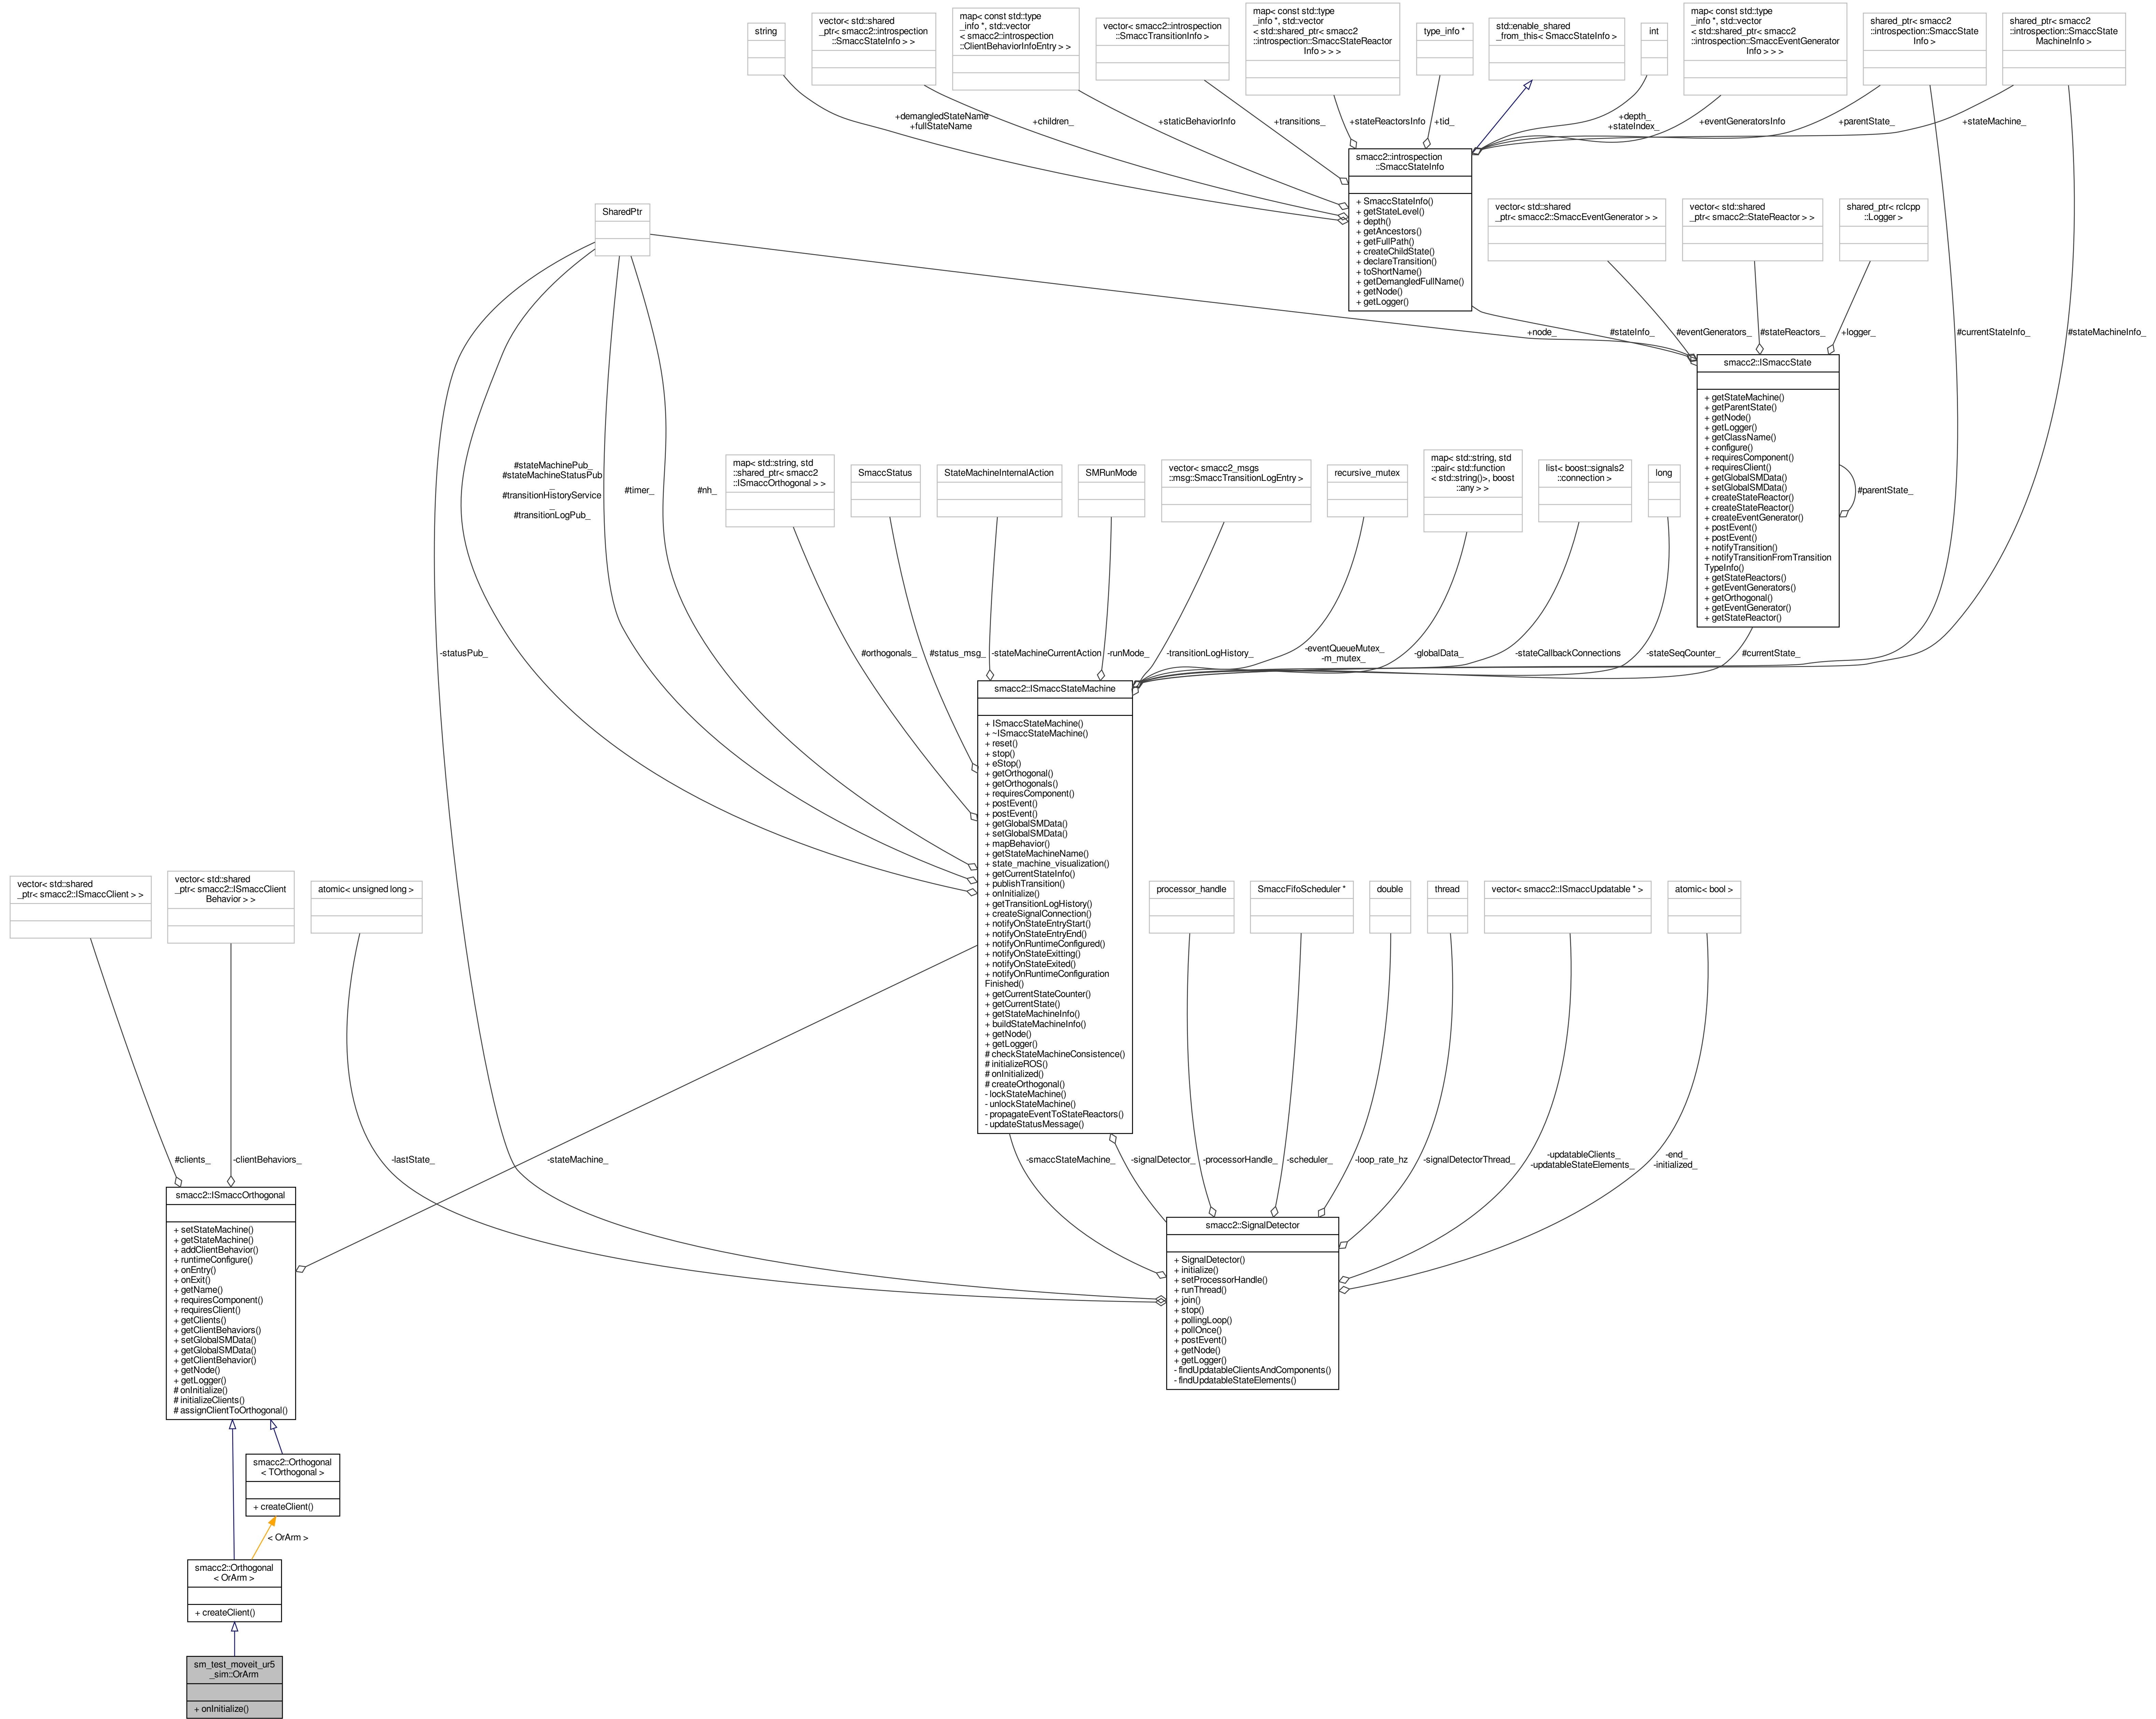 string
vector< std::shared
_ptr< smacc2::introspection
::SmaccStateInfo > >
map< const std::type
_info *, std::vector
< smacc2::introspection
::ClientBehaviorInfoEntry > >
vector< smacc2::introspection
::SmaccTransitionInfo >
map< const std::type
_info *, std::vector
< std::shared_ptr< smacc2
::introspection::SmaccStateReactor
Info > > >
type_info *
std::enable_shared
_from_this< SmaccStateInfo >
int
map< const std::type
_info *, std::vector
< std::shared_ptr< smacc2
::introspection::SmaccEventGenerator
Info > > >
shared_ptr< smacc2
::introspection::SmaccState
Info >
shared_ptr< smacc2
::introspection::SmaccState
MachineInfo >
+demangledStateName
+fullStateName
+children_
+staticBehaviorInfo
+transitions_
+stateReactorsInfo
+tid_
+depth_
+stateIndex_
+eventGeneratorsInfo
+parentState_
+stateMachine_
smacc2::introspection
::SmaccStateInfo
+ SmaccStateInfo()
+ getStateLevel()
+ depth()
+ getAncestors()
+ getFullPath()
+ createChildState()
+ declareTransition()
+ toShortName()
+ getDemangledFullName()
+ getNode()
+ getLogger()
SharedPtr
vector< std::shared
_ptr< smacc2::SmaccEventGenerator > >
vector< std::shared
_ptr< smacc2::StateReactor > >
shared_ptr< rclcpp
::Logger >
+node_
#stateInfo_
#eventGenerators_
#stateReactors_
+logger_
#currentStateInfo_
#stateMachineInfo_
smacc2::ISmaccState
+ getStateMachine()
+ getParentState()
+ getNode()
+ getLogger()
+ getClassName()
+ configure()
+ requiresComponent()
+ requiresClient()
+ getGlobalSMData()
+ setGlobalSMData()
+ createStateReactor()
+ createStateReactor()
+ createEventGenerator()
+ postEvent()
+ postEvent()
+ notifyTransition()
+ notifyTransitionFromTransition
TypeInfo()
+ getStateReactors()
+ getEventGenerators()
+ getOrthogonal()
+ getEventGenerator()
+ getStateReactor()
#parentState_
#stateMachinePub_
#stateMachineStatusPub
_
#transitionHistoryService
_
#transitionLogPub_
#timer_
#nh_
map< std::string, std
::shared_ptr< smacc2
::ISmaccOrthogonal > >
SmaccStatus
StateMachineInternalAction
SMRunMode
vector< smacc2_msgs
::msg::SmaccTransitionLogEntry >
recursive_mutex
map< std::string, std
::pair< std::function
< std::string()>, boost
::any > >
list< boost::signals2
::connection >
long
-statusPub_
#orthogonals_
#status_msg_
-stateMachineCurrentAction
-runMode_
-transitionLogHistory_
-eventQueueMutex_
-m_mutex_
-globalData_
-stateCallbackConnections
-stateSeqCounter_
#currentState_
smacc2::ISmaccStateMachine
+ ISmaccStateMachine()
+ ~ISmaccStateMachine()
+ reset()
+ stop()
+ eStop()
+ getOrthogonal()
+ getOrthogonals()
+ requiresComponent()
+ postEvent()
+ postEvent()
+ getGlobalSMData()
+ setGlobalSMData()
+ mapBehavior()
+ getStateMachineName()
+ state_machine_visualization()
+ getCurrentStateInfo()
+ publishTransition()
+ onInitialize()
+ getTransitionLogHistory()
+ createSignalConnection()
+ notifyOnStateEntryStart()
+ notifyOnStateEntryEnd()
+ notifyOnRuntimeConfigured()
+ notifyOnStateExitting()
+ notifyOnStateExited()
+ notifyOnRuntimeConfiguration
Finished()
+ getCurrentStateCounter()
+ getCurrentState()
+ getStateMachineInfo()
+ buildStateMachineInfo()
+ getNode()
+ getLogger()
# checkStateMachineConsistence()
# initializeROS()
# onInitialized()
# createOrthogonal()
- lockStateMachine()
- unlockStateMachine()
- propagateEventToStateReactors()
- updateStatusMessage()
vector< std::shared
_ptr< smacc2::ISmaccClient > >
vector< std::shared
_ptr< smacc2::ISmaccClient
Behavior > >
atomic< unsigned long >
processor_handle
SmaccFifoScheduler *
double
thread
vector< smacc2::ISmaccUpdatable * >
atomic< bool >
#clients_
-clientBehaviors_
-lastState_
-stateMachine_
-smaccStateMachine_
-signalDetector_
-processorHandle_
-scheduler_
-loop_rate_hz
-signalDetectorThread_
-updatableClients_
-updatableStateElements_
-end_
-initialized_
smacc2::ISmaccOrthogonal
+ setStateMachine()
+ getStateMachine()
+ addClientBehavior()
+ runtimeConfigure()
+ onEntry()
+ onExit()
+ getName()
+ requiresComponent()
+ requiresClient()
+ getClients()
+ getClientBehaviors()
+ setGlobalSMData()
+ getGlobalSMData()
+ getClientBehavior()
+ getNode()
+ getLogger()
# onInitialize()
# initializeClients()
# assignClientToOrthogonal()
smacc2::SignalDetector
+ SignalDetector()
+ initialize()
+ setProcessorHandle()
+ runThread()
+ join()
+ stop()
+ pollingLoop()
+ pollOnce()
+ postEvent()
+ getNode()
+ getLogger()
- findUpdatableClientsAndComponents()
- findUpdatableStateElements()
smacc2::Orthogonal
< TOrthogonal >
+ createClient()
< OrArm >
smacc2::Orthogonal
< OrArm >
+ createClient()
sm_test_moveit_ur5
_sim::OrArm
+ onInitialize()